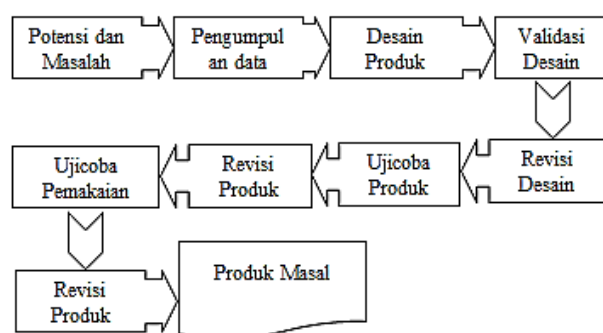 Potensi dan
Masalah
Pengumpul
an data
Desain
Produk
Validasi
Desain
Revisi
Desain
Ujicoba
Produk
Revisi
Produk
Ujicoba
Pemakaian
Revisi
Produk
Produk Masal